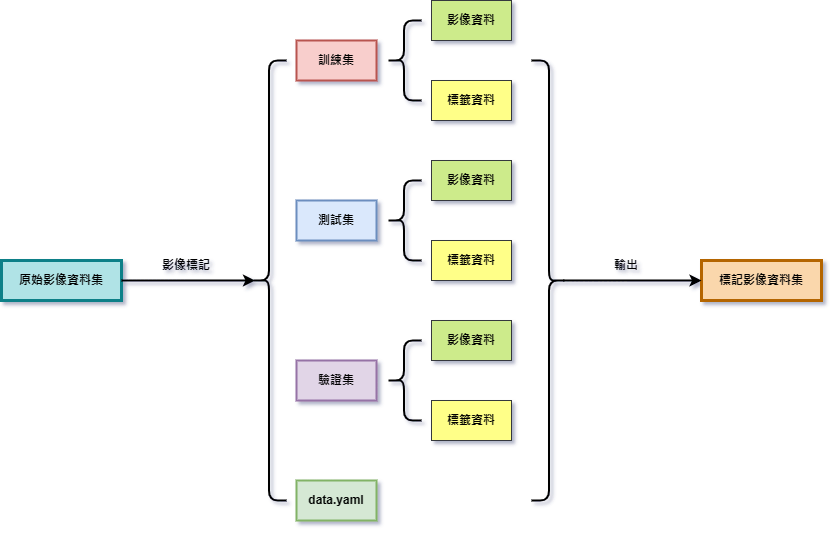 原始影像資料集
影像標記
訓練集
影像資料
標籤資料
測試集
影像資料
標籤資料
驗證集
影像資料
標籤資料
data.yaml
輸出
標記影像資料集